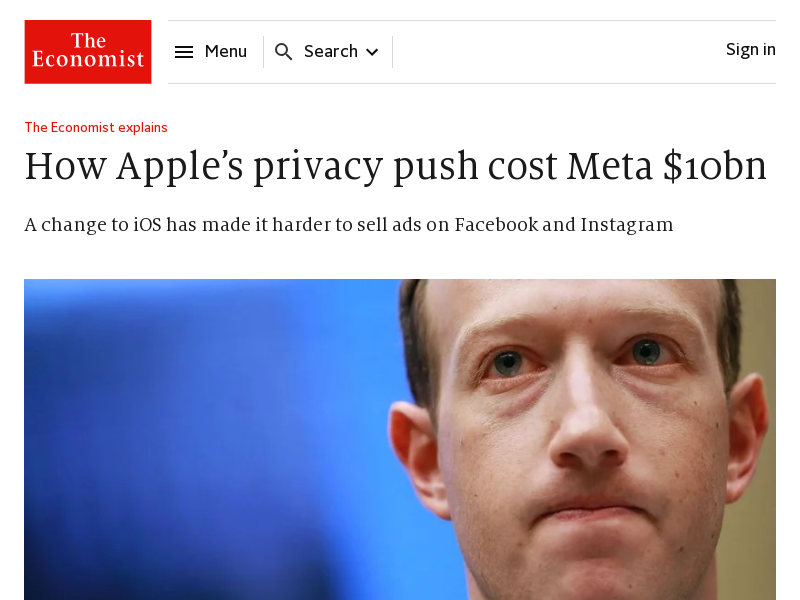 The
Economist
Menu
Search
Sign in
The Economist explains
How Apple’s privacy push cost Meta $10bn
A change to iOS has made it harder to sell ads on Facebook and Instagram